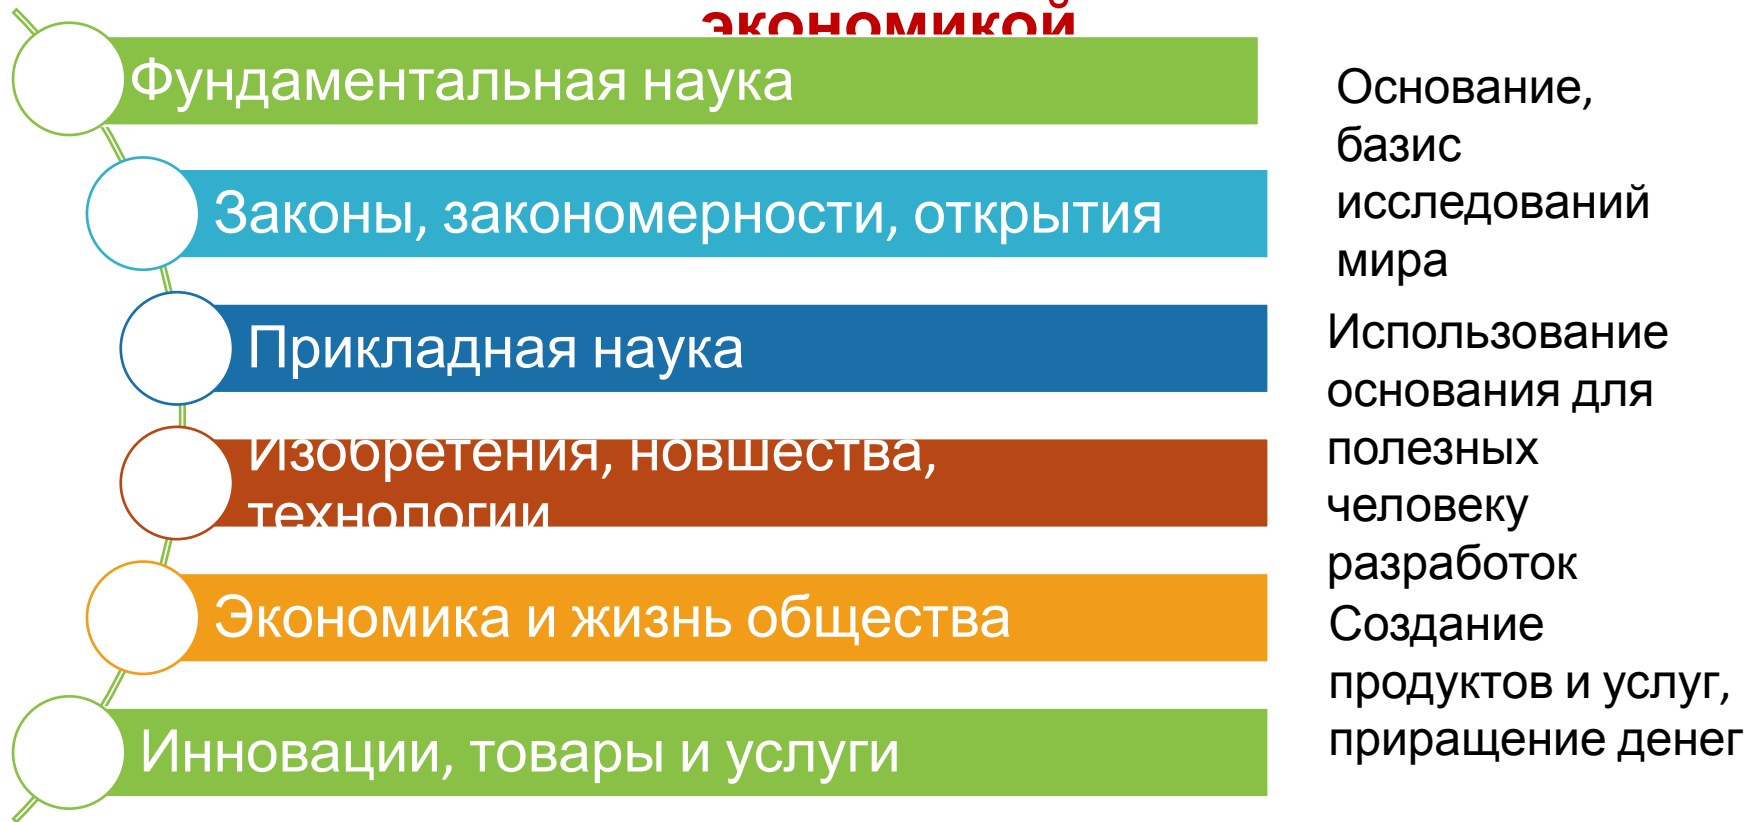 экономикой
Фундаментальная наука
Законы, закономерности, открытия
Прикладная наука
Изобретения, новшества,
технологии
Экономика и жизнь общества
Инновации, товары и услуги
Основание,
базис
исследований
мира
Использование
основания для
полезных
человеку
разработок
Создание
продуктов и услуг,
приращение денег